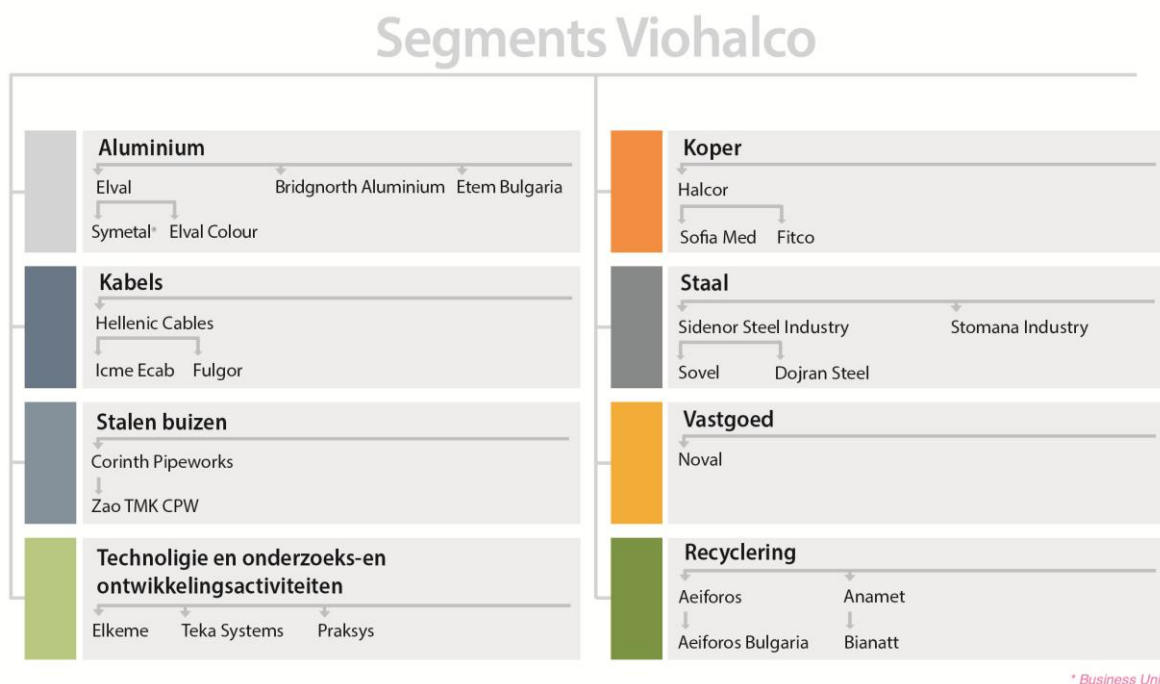 Segments Viohalco
Aluminium
Elval
Bridgnorth Aluminium
Etem Bulgaria
Symetal*
Elval Colour
Kabels
Hellenic Cables
Icme Ecab
Fulgor
Stalen buizen
Corinth Pipeworks
Zao TMK CPW
Technoligie en onderzoeks-en
ontwikkelingsactiviteiten
Elkeme
Teka Systems
Praksys
Koper
Halcor
Sofia Med
Fitco
Staal
Sidenor Steel Industry
Stomana Industry
Sovel
Dojran Steel
Vastgoed
Noval
Recyclering
Aeiforos
Anamet
Aeiforos Bulgaria
Bianatt
* Business Uni